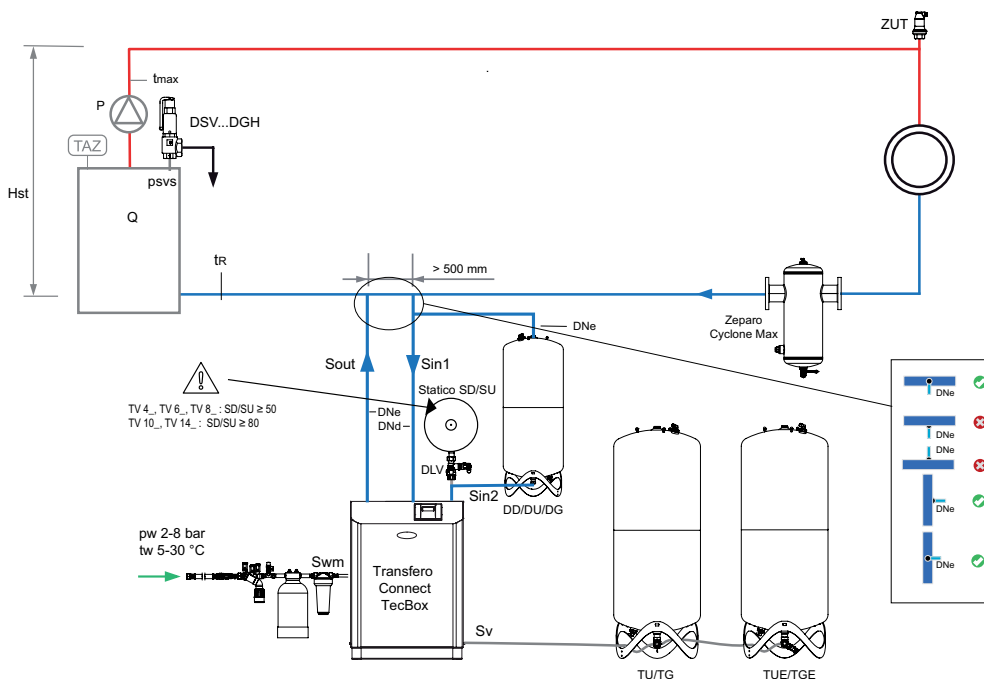 ZUT
tmax
P
DSV...DGH
TAZ
psvs
Hst
Q
> 500 mm
tR
DNe
Zeparo
Cyclone Max
Sout
Sin1
Statico SD/SU
TV 4_, TV 6_, TV 8_ : SD/SU ≥ 50
TV 10_, TV 14_ : SD/SU ≥ 80
DNe
DNd
DLV
Sin2
DD/DU/DG
DNe
DNe
DNe
DNe
DNe
pw 2-8 bar
tw 5-30 °C
Swm
Transfero
Connect
TecBox
Sv
TU/TG
TUE/TGE